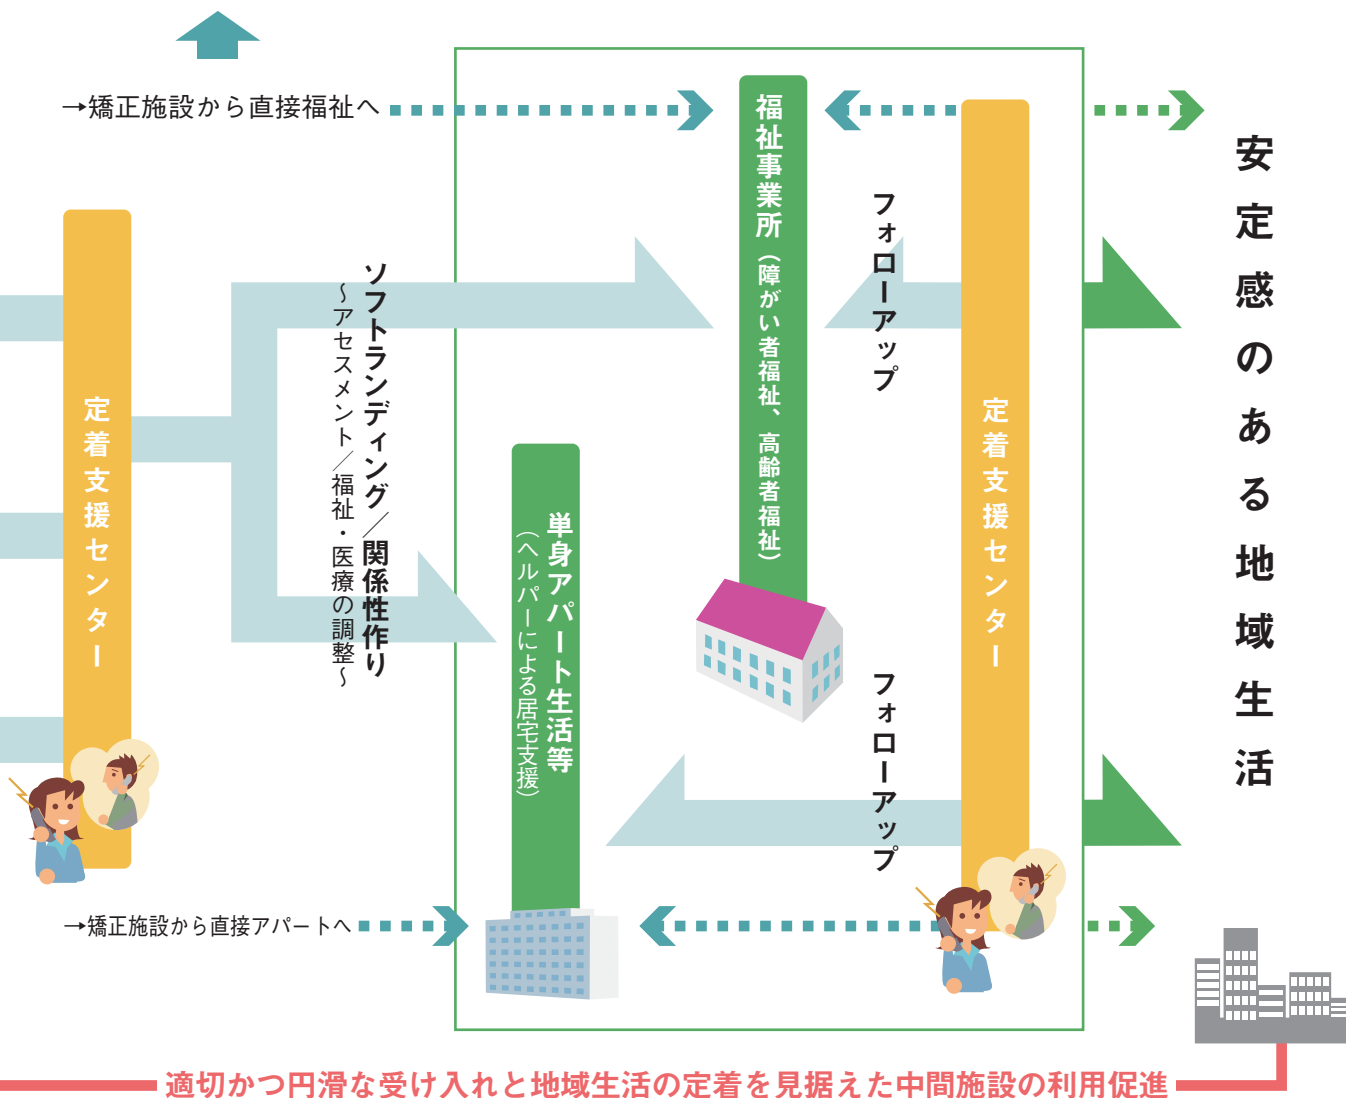 →矯正施設から直接福祉へ
定着支援センター
ソフトランディング／関係性作り
～アセスメント／福祉・医療の調整～
単身アパート生活等
（ヘルパーによる居宅支援）
福祉事業所（障がい者福祉、高齢者福祉）
フォローアップ
フォローアップ
定着支援センター
安定感のある地域生活
→矯正施設から直接アパートへ
適切かつ円滑な受け入れと地域生活の定着を見据えた中間施設の利用促進